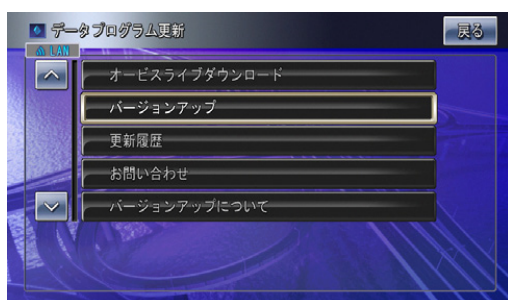 データプログラム更新
戻る
LAN
オービスライブダウンロード
バージョンアップ
更新履歴
お問い合わせ
バージョンアップについて